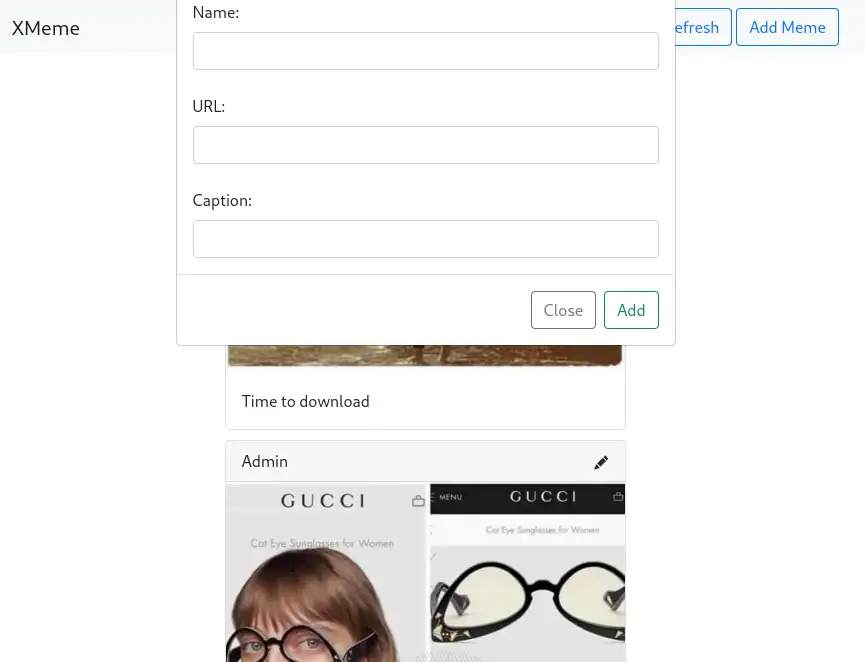 XMeme
Name:
efresh
Add Meme
URL:
Caption:
Close
Add
Time to download
Admin
GUCCI
Cat Eye Sunglasses for Women
MENU
GUCCI
Cat Eye Sunglasses for Women